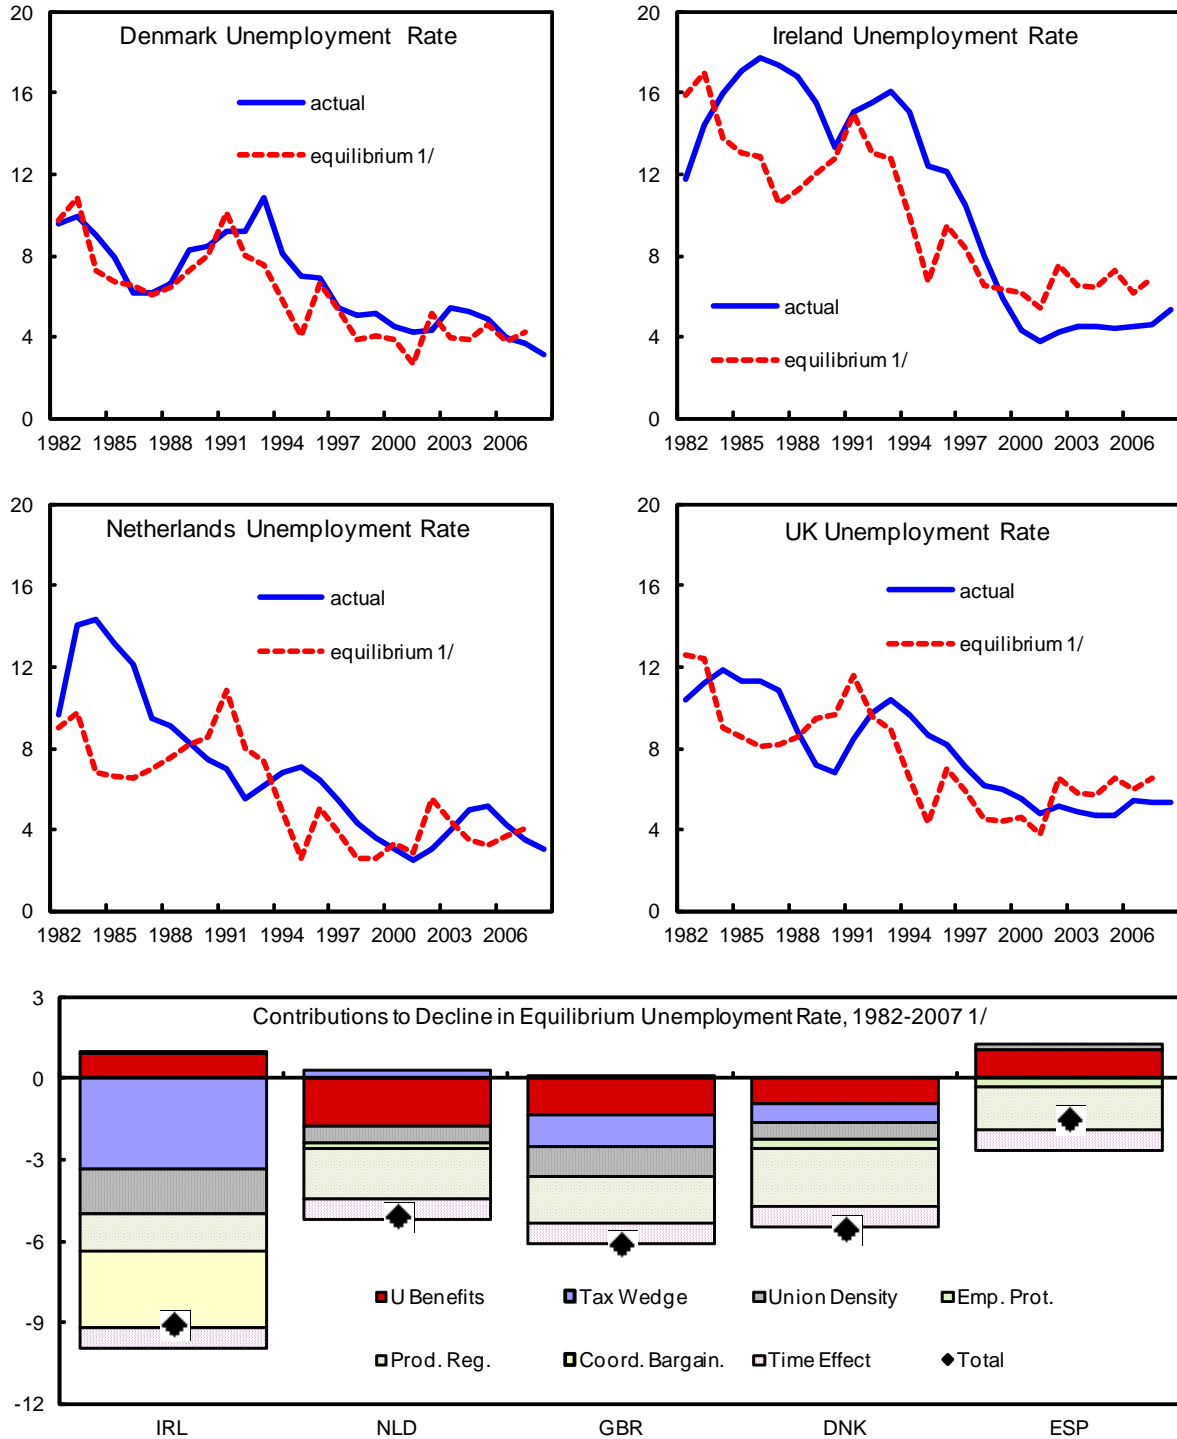 Denmark Unemployment Rate
20
16
12
8
4
0
actual
equilibrium 1/
1982 1985 1988 1991 1994 1997 2000 2003 2006
Ireland Unemployment Rate
20
16
12
8
4
0
actual
equilibrium 1/
1982 1985 1988 1991 1994 1997 2000 2003 2006
Netherlands Unemployment Rate
20
16
12
8
4
0
actual
equilibrium 1/
1982 1985 1988 1991 1994 1997 2000 2003 2006
UK Unemployment Rate
20
16
12
8
4
0
actual
equilibrium 1/
1982 1985 1988 1991 1994 1997 2000 2003 2006
Contributions to Decline in Equilibrium Unemployment Rate, 1982-2007 1/
3
0
-3
-6
-9
-12
U Benefits Tax Wedge Union Density Emp. Prot.
Prod. Reg. Coord. Bargain. Time Effect Total
IRL NLD GBR DNK ESP